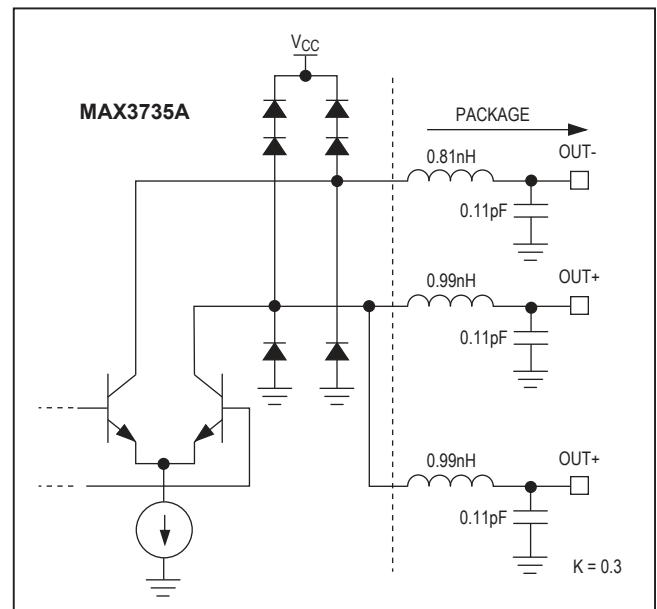 VCC
MAX3735A
PACKAGE
0.81nH
OUT-
0.11pF
0.99nH
OUT+
0.11pF
0.99nH
OUT+
0.11pF
K = 0.3